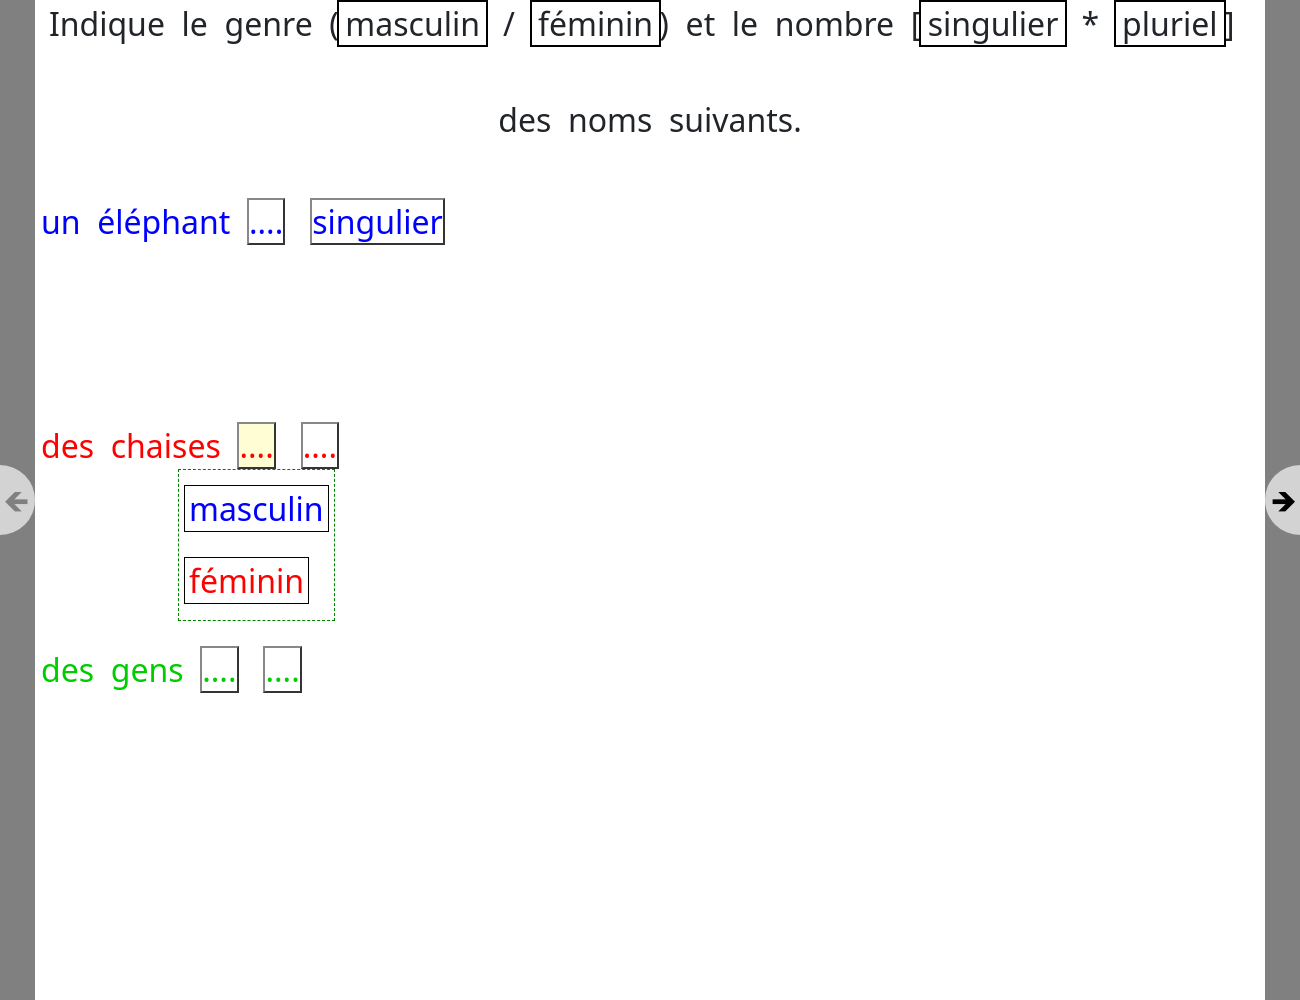 Indique le genre (masculin / féminin) et le nombre [singulier * pluriel]
des noms suivants.
un éléphant .... singulier
des chaises .... ....
masculin
féminin
des gens .... ....